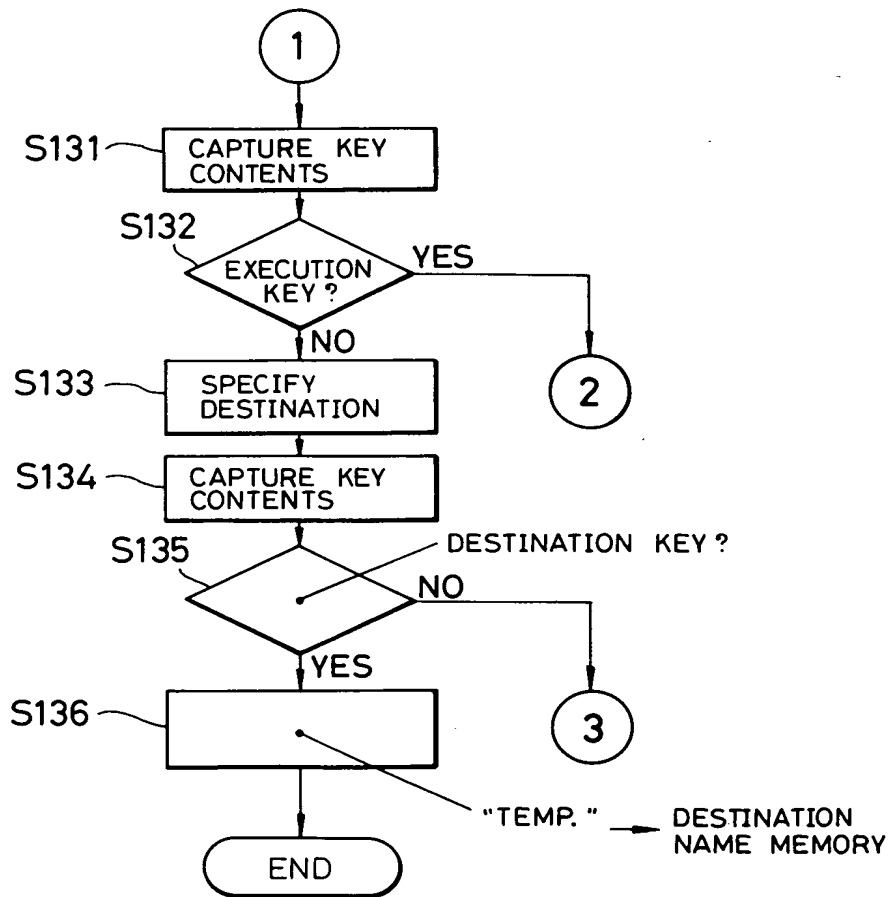 1
S131
CAPTURE KEY
CONTENTS
S132
EXECUTION
KEY?
YES
NO
2
S133
SPECIFY
DESTINATION
S134
CAPTURE KEY
CONTENTS
S135
DESTINATION KEY?
NO
YES
3
S136
"TEMP." → DESTINATION
NAME MEMORY
END